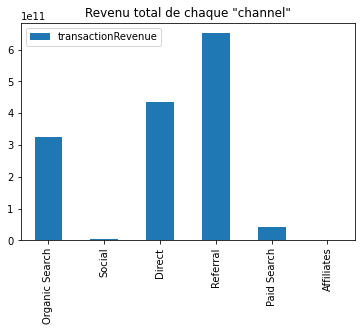 Revenu total de chaque "channel"
1e11
transactionRevenue
6
5
4
3
2
1
0
Organic Search
Social
Direct
Referral
Paid Search
Affiliates